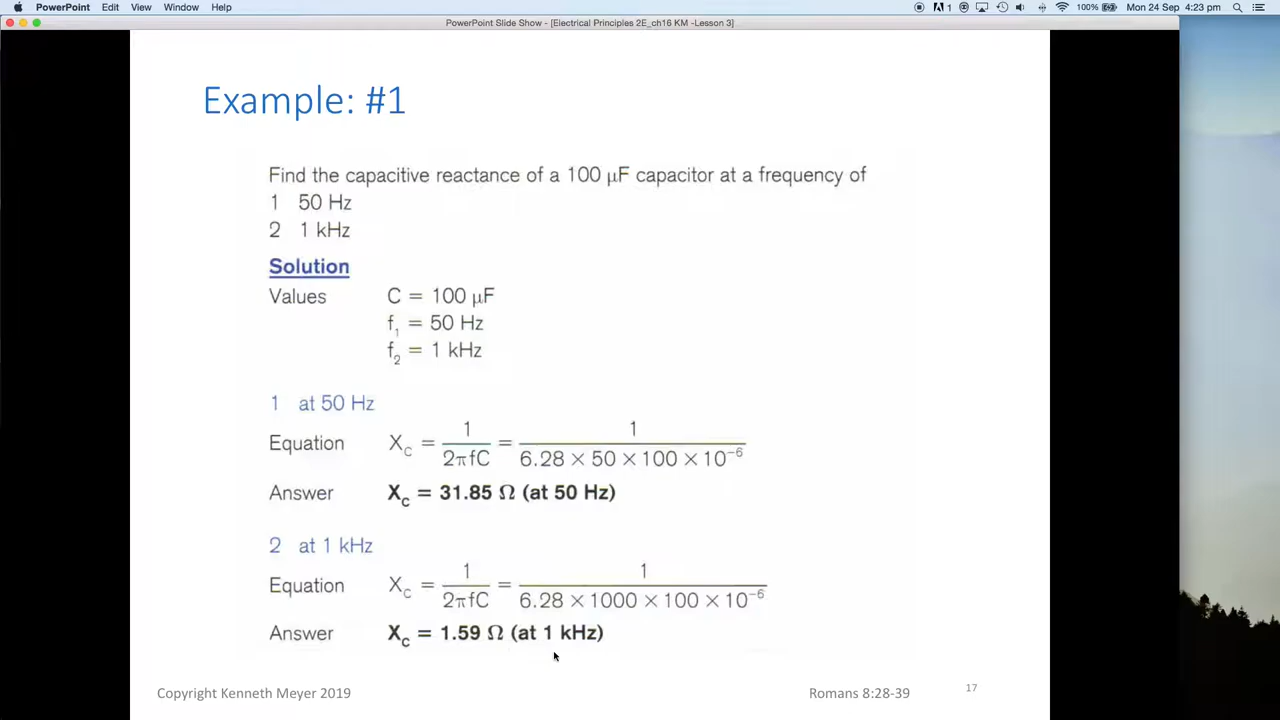 PowerPoint Edit View Window Help 1 100% Mon 24 Sep 4:23 pm
PowerPoint Slide Show - [Electrical Principles 2E_ch16 KM -Lesson 3]
Example: #1
Find the capacitive reactance of a 100 μF capacitor at a frequency of
1 50 Hz
2 1 kHz
Solution
Values C = 100 μF
f₁ = 50 Hz
f₂ = 1 kHz
1 at 50 Hz
Equation X_C = 1/(2πfC) = 1/(6.28 × 50 × 100 × 10⁻⁶)
Answer X_C = 31.85 Ω (at 50 Hz)
2 at 1 kHz
Equation X_C = 1/(2πfC) = 1/(6.28 × 1000 × 100 × 10⁻⁶)
Answer X_C = 1.59 Ω (at 1 kHz)
Copyright Kenneth Meyer 2019 Romans 8:28-39 17